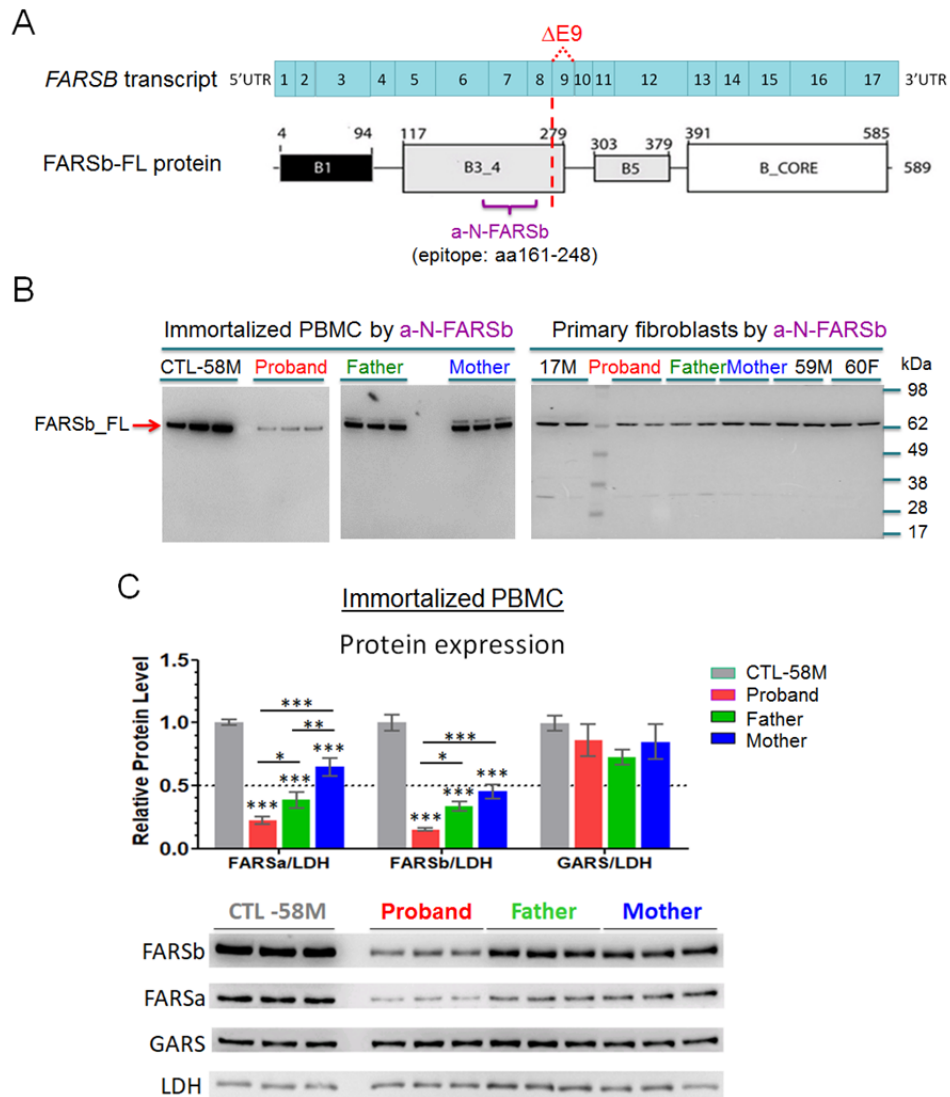 A
ΔE9
FARSB transcript 5'UTR 1 2 3 4 5 6 7 8 9 10 11 12 13 14 15 16 17 3'UTR
4 94 117 279 303 379 391 585
FARSb-FL protein B1 B3_4 B5 B_CORE 589
a-N-FARSb
(epitope: aa161-248)
B
Immortalized PBMC by a-N-FARSb Primary fibroblasts by a-N-FARSb
CTL-58M Proband Father Mother 17M Proband Father Mother 59M 60F kDa
FARSb_FL
98
62
49
38
28
17
C
Immortalized PBMC
Protein expression
Relative Protein Level
1.5
1.0
0.5
0.0
*** ** * *** *** ***
*** * *** *** ***
FARSa/LDH FARSb/LDH GARS/LDH
CTL-58M
Proband
Father
Mother
CTL -58M Proband Father Mother
FARSb
FARSa
GARS
LDH